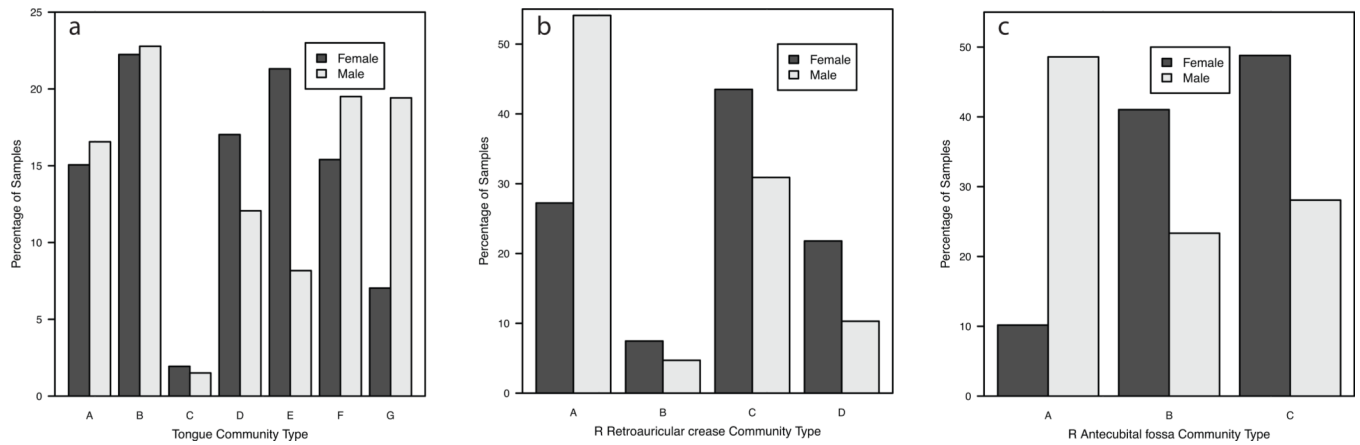 a
Female
Male
Percentage of Samples
25
20
15
10
5
0
A B C D E F G
Tongue Community Type
b
Female
Male
Percentage of Samples
50
40
30
20
10
0
A B C D
R Retroauricular crease Community Type
c
Female
Male
Percentage of Samples
50
40
30
20
10
0
A B C
R Antecubital fossa Community Type